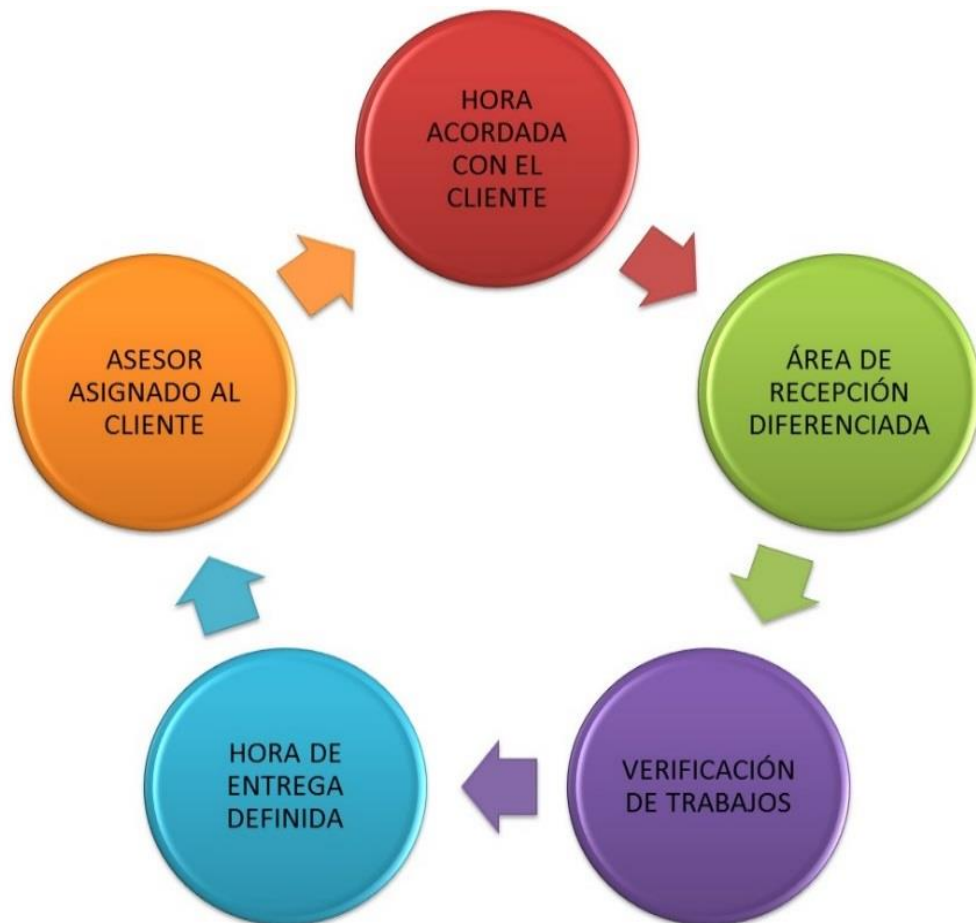 HORA
ACORDADA
CON EL
CLIENTE
ÁREA DE
RECEPCIÓN
DIFERENCIADA
VERIFICACIÓN
DE TRABAJOS
HORA DE
ENTREGA
DEFINIDA
ASESOR
ASIGNADO AL
CLIENTE